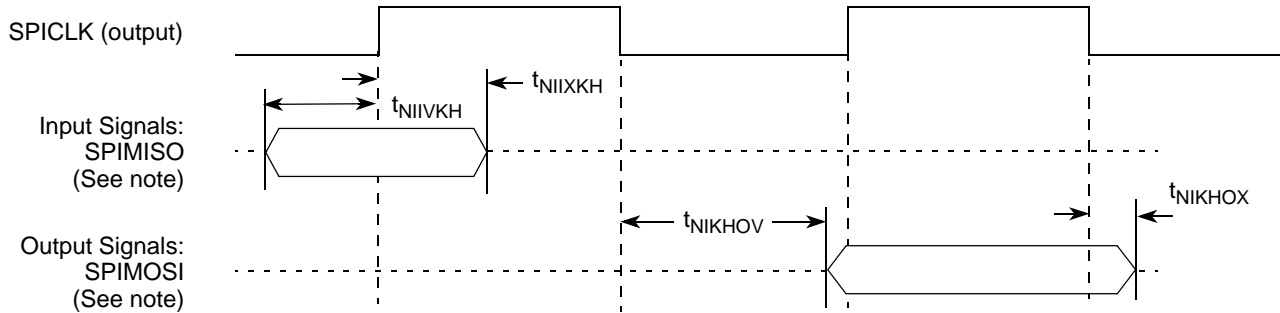 SPICLK (output)
tNIIXKH
tNIIVKH
Input Signals:
SPIMISO
(See note)
tNIKHOX
tNIKHOV
Output Signals:
SPIMOSI
(See note)